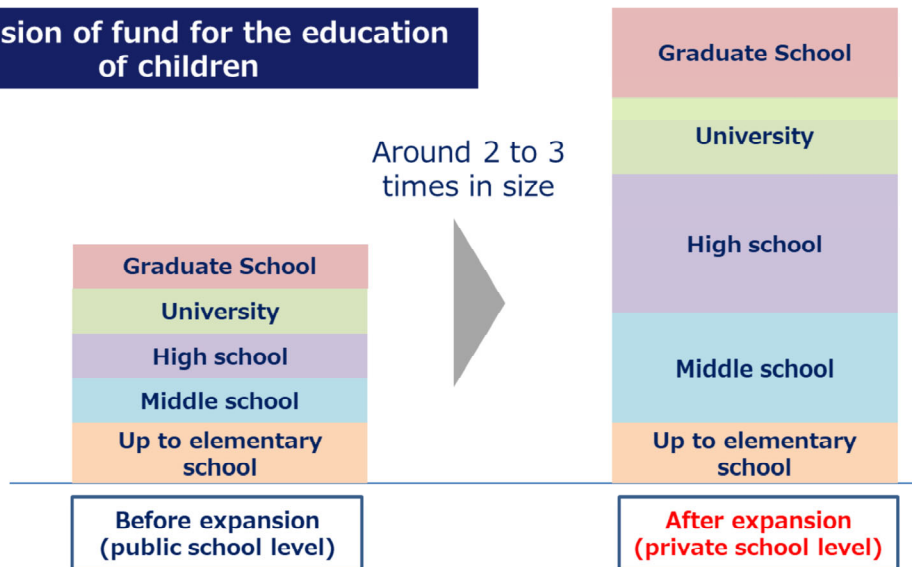 sion of fund for the education
of children
Around 2 to 3
times in size
Graduate School
University
High school
Middle school
Up to elementary
school
Before expansion
(public school level)
Graduate School
University
High school
Middle school
Up to elementary
school
After expansion
(private school level)